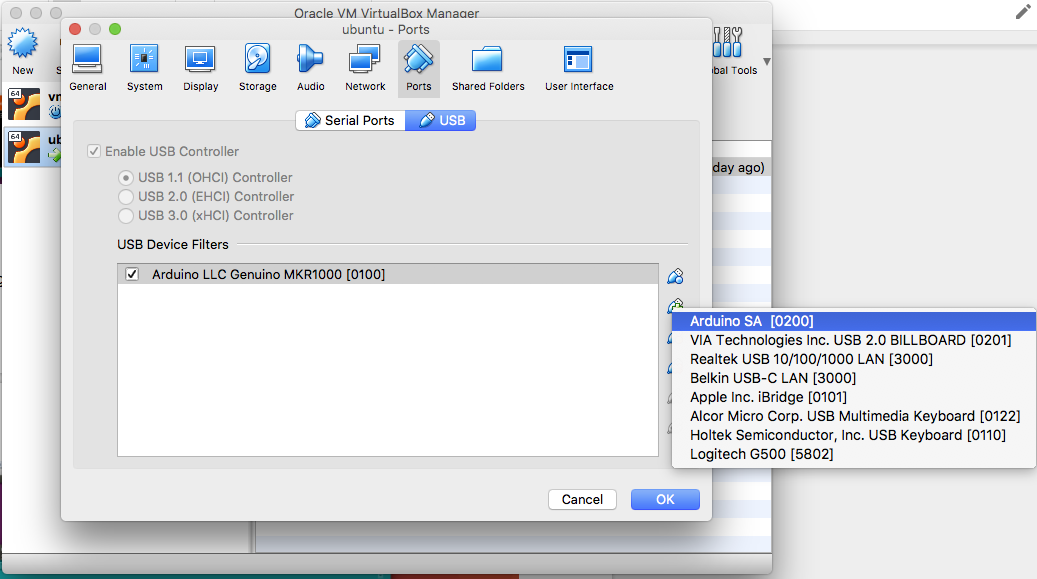 Oracle VM VirtualBox Manager
ubuntu - Ports
New
General
System
Display
Storage
Audio
Network
Ports
Shared Folders
User Interface
bal Tools
64
vn
64
ub
Serial Ports
USB
Enable USB Controller
day ago)
USB 1.1 (OHCI) Controller
USB 2.0 (EHCI) Controller
USB 3.0 (xHCI) Controller
USB Device Filters
Arduino LLC Genuino MKR1000 [0100]
Arduino SA  [0200]
VIA Technologies Inc. USB 2.0 BILLBOARD [0201]
Realtek USB 10/100/1000 LAN [3000]
Belkin USB-C LAN [3000]
Apple Inc. iBridge [0101]
Alcor Micro Corp. USB Multimedia Keyboard [0122]
Holtek Semiconductor, Inc. USB Keyboard [0110]
Logitech G500 [5802]
Cancel
OK